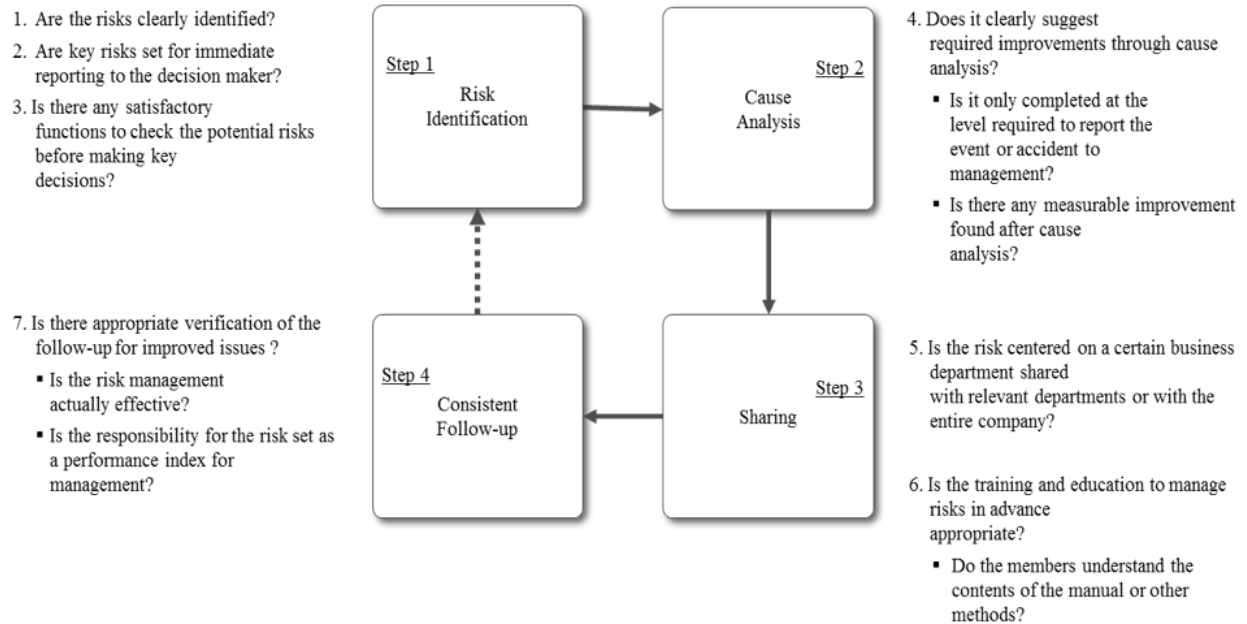 1. Are the risks clearly identified?
2. Are key risks set for immediate
reporting to the decision maker?
3. Is there any satisfactory
functions to check the potential risks
before making key
decisions?
Step 1
Risk
Identification
Step 2
Cause
Analysis
4. Does it clearly suggest
required improvements through cause
analysis?
▪ Is it only completed at the
level required to report the
event or accident to
management?
▪ Is there any measurable improvement
found after cause
analysis?
7. Is there appropriate verification of the
follow-up for improved issues ?
▪ Is the risk management
actually effective?
▪ Is the responsibility for the risk set as
a performance index for
management?
Step 4
Consistent
Follow-up
Step 3
Sharing
5. Is the risk centered on a certain business
department shared
with relevant departments or with the
entire company?
6. Is the training and education to manage
risks in advance
appropriate?
▪ Do the members understand the
contents of the manual or other
methods?